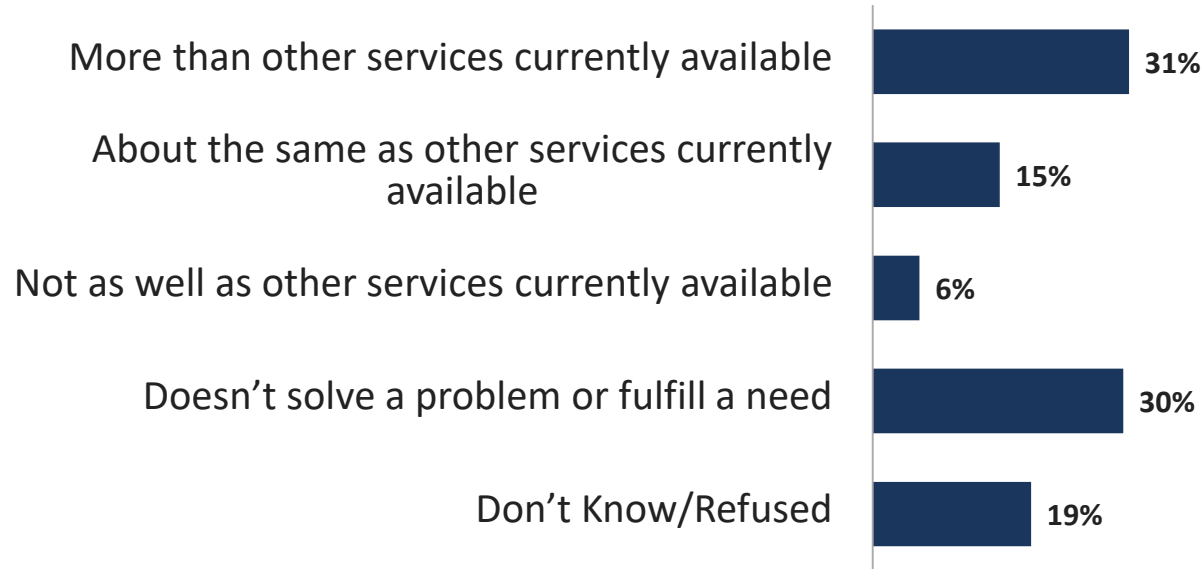 More than other services currently available
31%
About the same as other services currently
available
15%
Not as well as other services currently available
6%
Doesn’t solve a problem or fulfill a need
30%
Don’t Know/Refused
19%